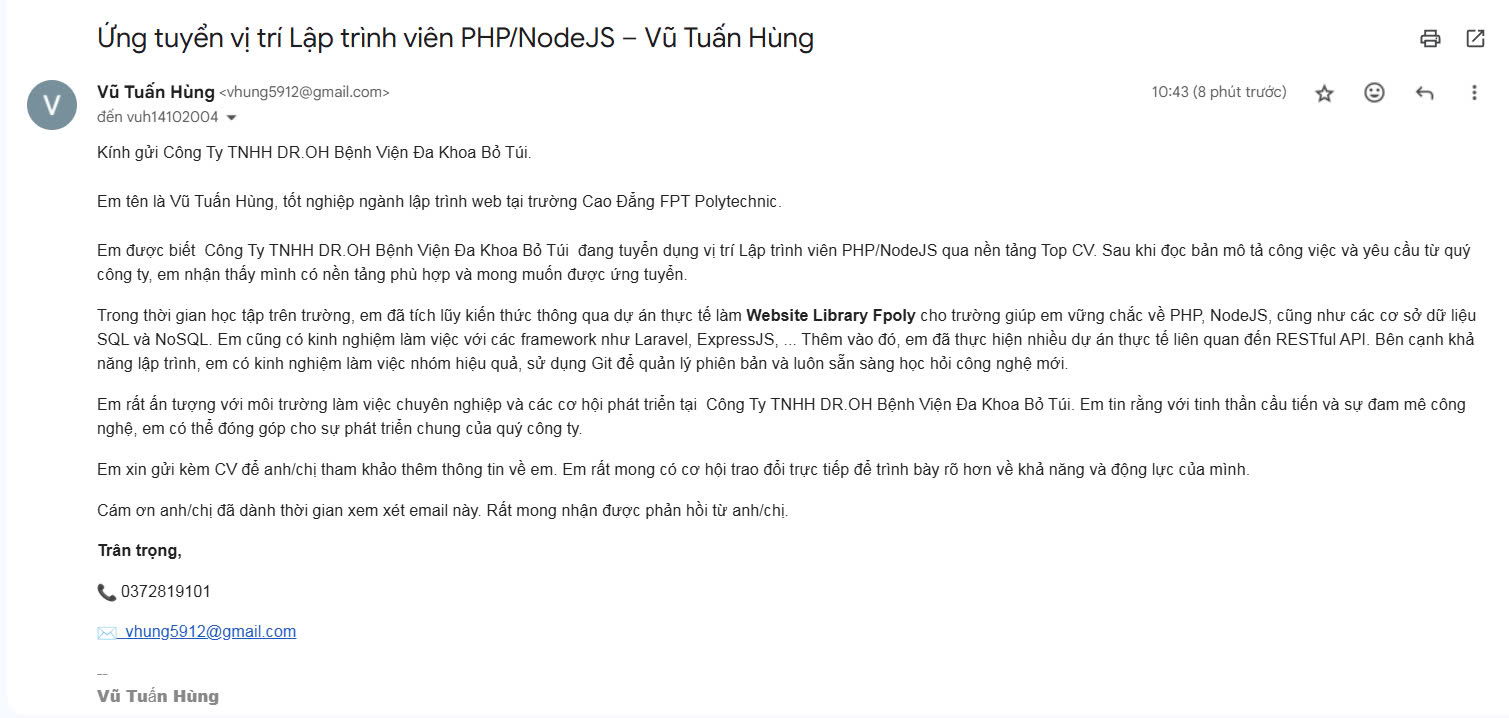 Ứng tuyển vị trí Lập trình viên PHP/NodeJS – Vũ Tuấn Hùng
V
Vũ Tuấn Hùng <vhung5912@gmail.com>
10:43 (8 phút trước)
đến vuh14102004
Kính gửi Công Ty TNHH DR.OH Bệnh Viện Đa Khoa Bỏ Túi.
Em tên là Vũ Tuấn Hùng, tốt nghiệp ngành lập trình web tại trường Cao Đẳng FPT Polytechnic.
Em được biết  Công Ty TNHH DR.OH Bệnh Viện Đa Khoa Bỏ Túi  đang tuyển dụng vị trí Lập trình viên PHP/NodeJS qua nền tảng Top CV. Sau khi đọc bản mô tả công việc và yêu cầu từ quý
công ty, em nhận thấy mình có nền tảng phù hợp và mong muốn được ứng tuyển.
Trong thời gian học tập trên trường, em đã tích lũy kiến thức thông qua dự án thực tế làm Website Library Fpoly cho trường giúp em vững chắc về PHP, NodeJS, cũng như các cơ sở dữ liệu
SQL và NoSQL. Em cũng có kinh nghiệm làm việc với các framework như Laravel, ExpressJS, ... Thêm vào đó, em đã thực hiện nhiều dự án thực tế liên quan đến RESTful API. Bên cạnh khả
năng lập trình, em có kinh nghiệm làm việc nhóm hiệu quả, sử dụng Git để quản lý phiên bản và luôn sẵn sàng học hỏi công nghệ mới.
Em rất ấn tượng với môi trường làm việc chuyên nghiệp và các cơ hội phát triển tại  Công Ty TNHH DR.OH Bệnh Viện Đa Khoa Bỏ Túi. Em tin rằng với tinh thần cầu tiến và sự đam mê công
nghệ, em có thể đóng góp cho sự phát triển chung của quý công ty.
Em xin gửi kèm CV để anh/chị tham khảo thêm thông tin về em. Em rất mong có cơ hội trao đổi trực tiếp để trình bày rõ hơn về khả năng và động lực của mình.
Cám ơn anh/chị đã dành thời gian xem xét email này. Rất mong nhận được phản hồi từ anh/chị.
Trân trọng,
📞 0372819101
✉️ vhung5912@gmail.com
--
Vũ Tuấn Hùng